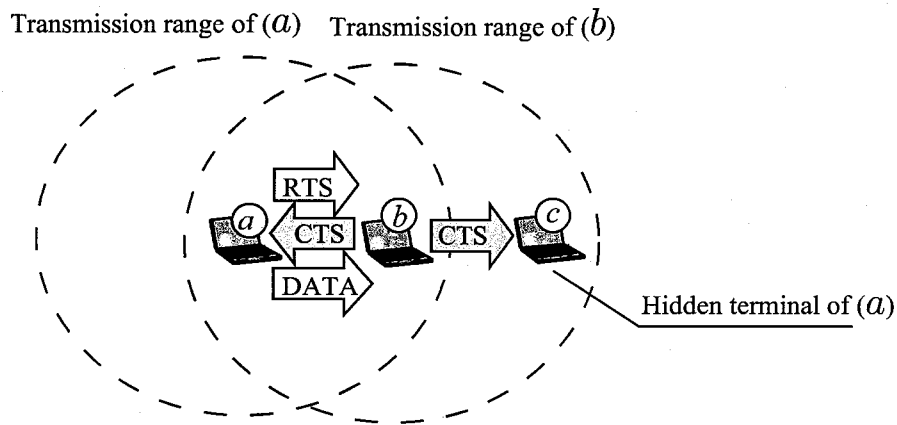 Transmission range of (a)
Transmission range of (b)
RTS
a
CTS
b
CTS
c
DATA
Hidden terminal of (a)